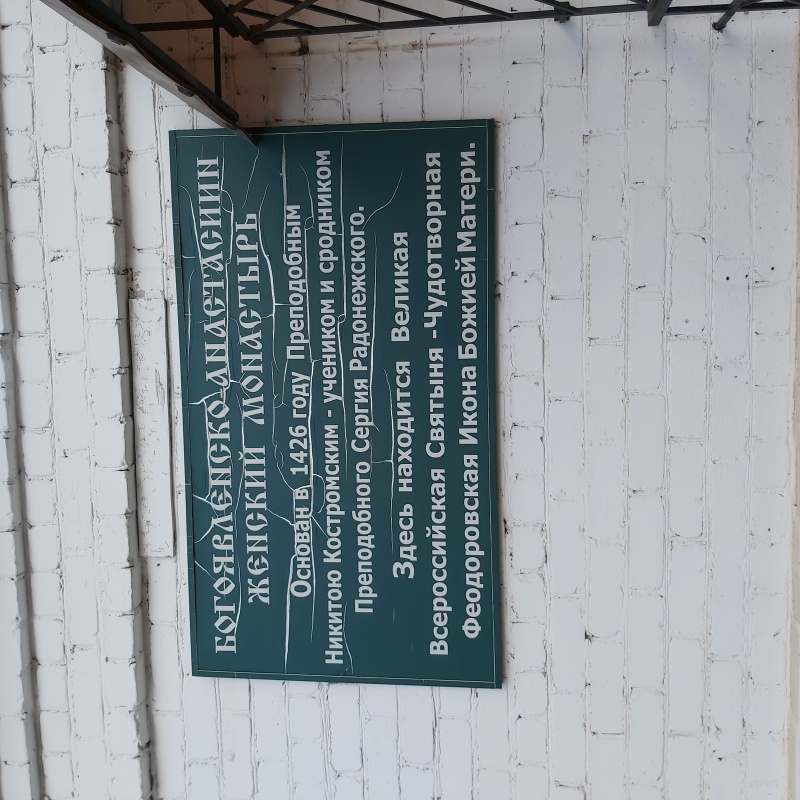 БОГОЯВЛЕНСКО-АНАСТАСИИН
ЖЕНСКИЙ МОНАСТЫРЬ
Основан в 1426 году Преподобным
Никитою Костромским - учеником и сродником
Преподобного Сергия Радонежского.
Здесь находится Великая
Всероссийская Святыня -Чудотворная
Феодоровская Икона Божией Матери.